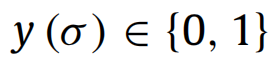 y (σ) ∈ {0, 1}